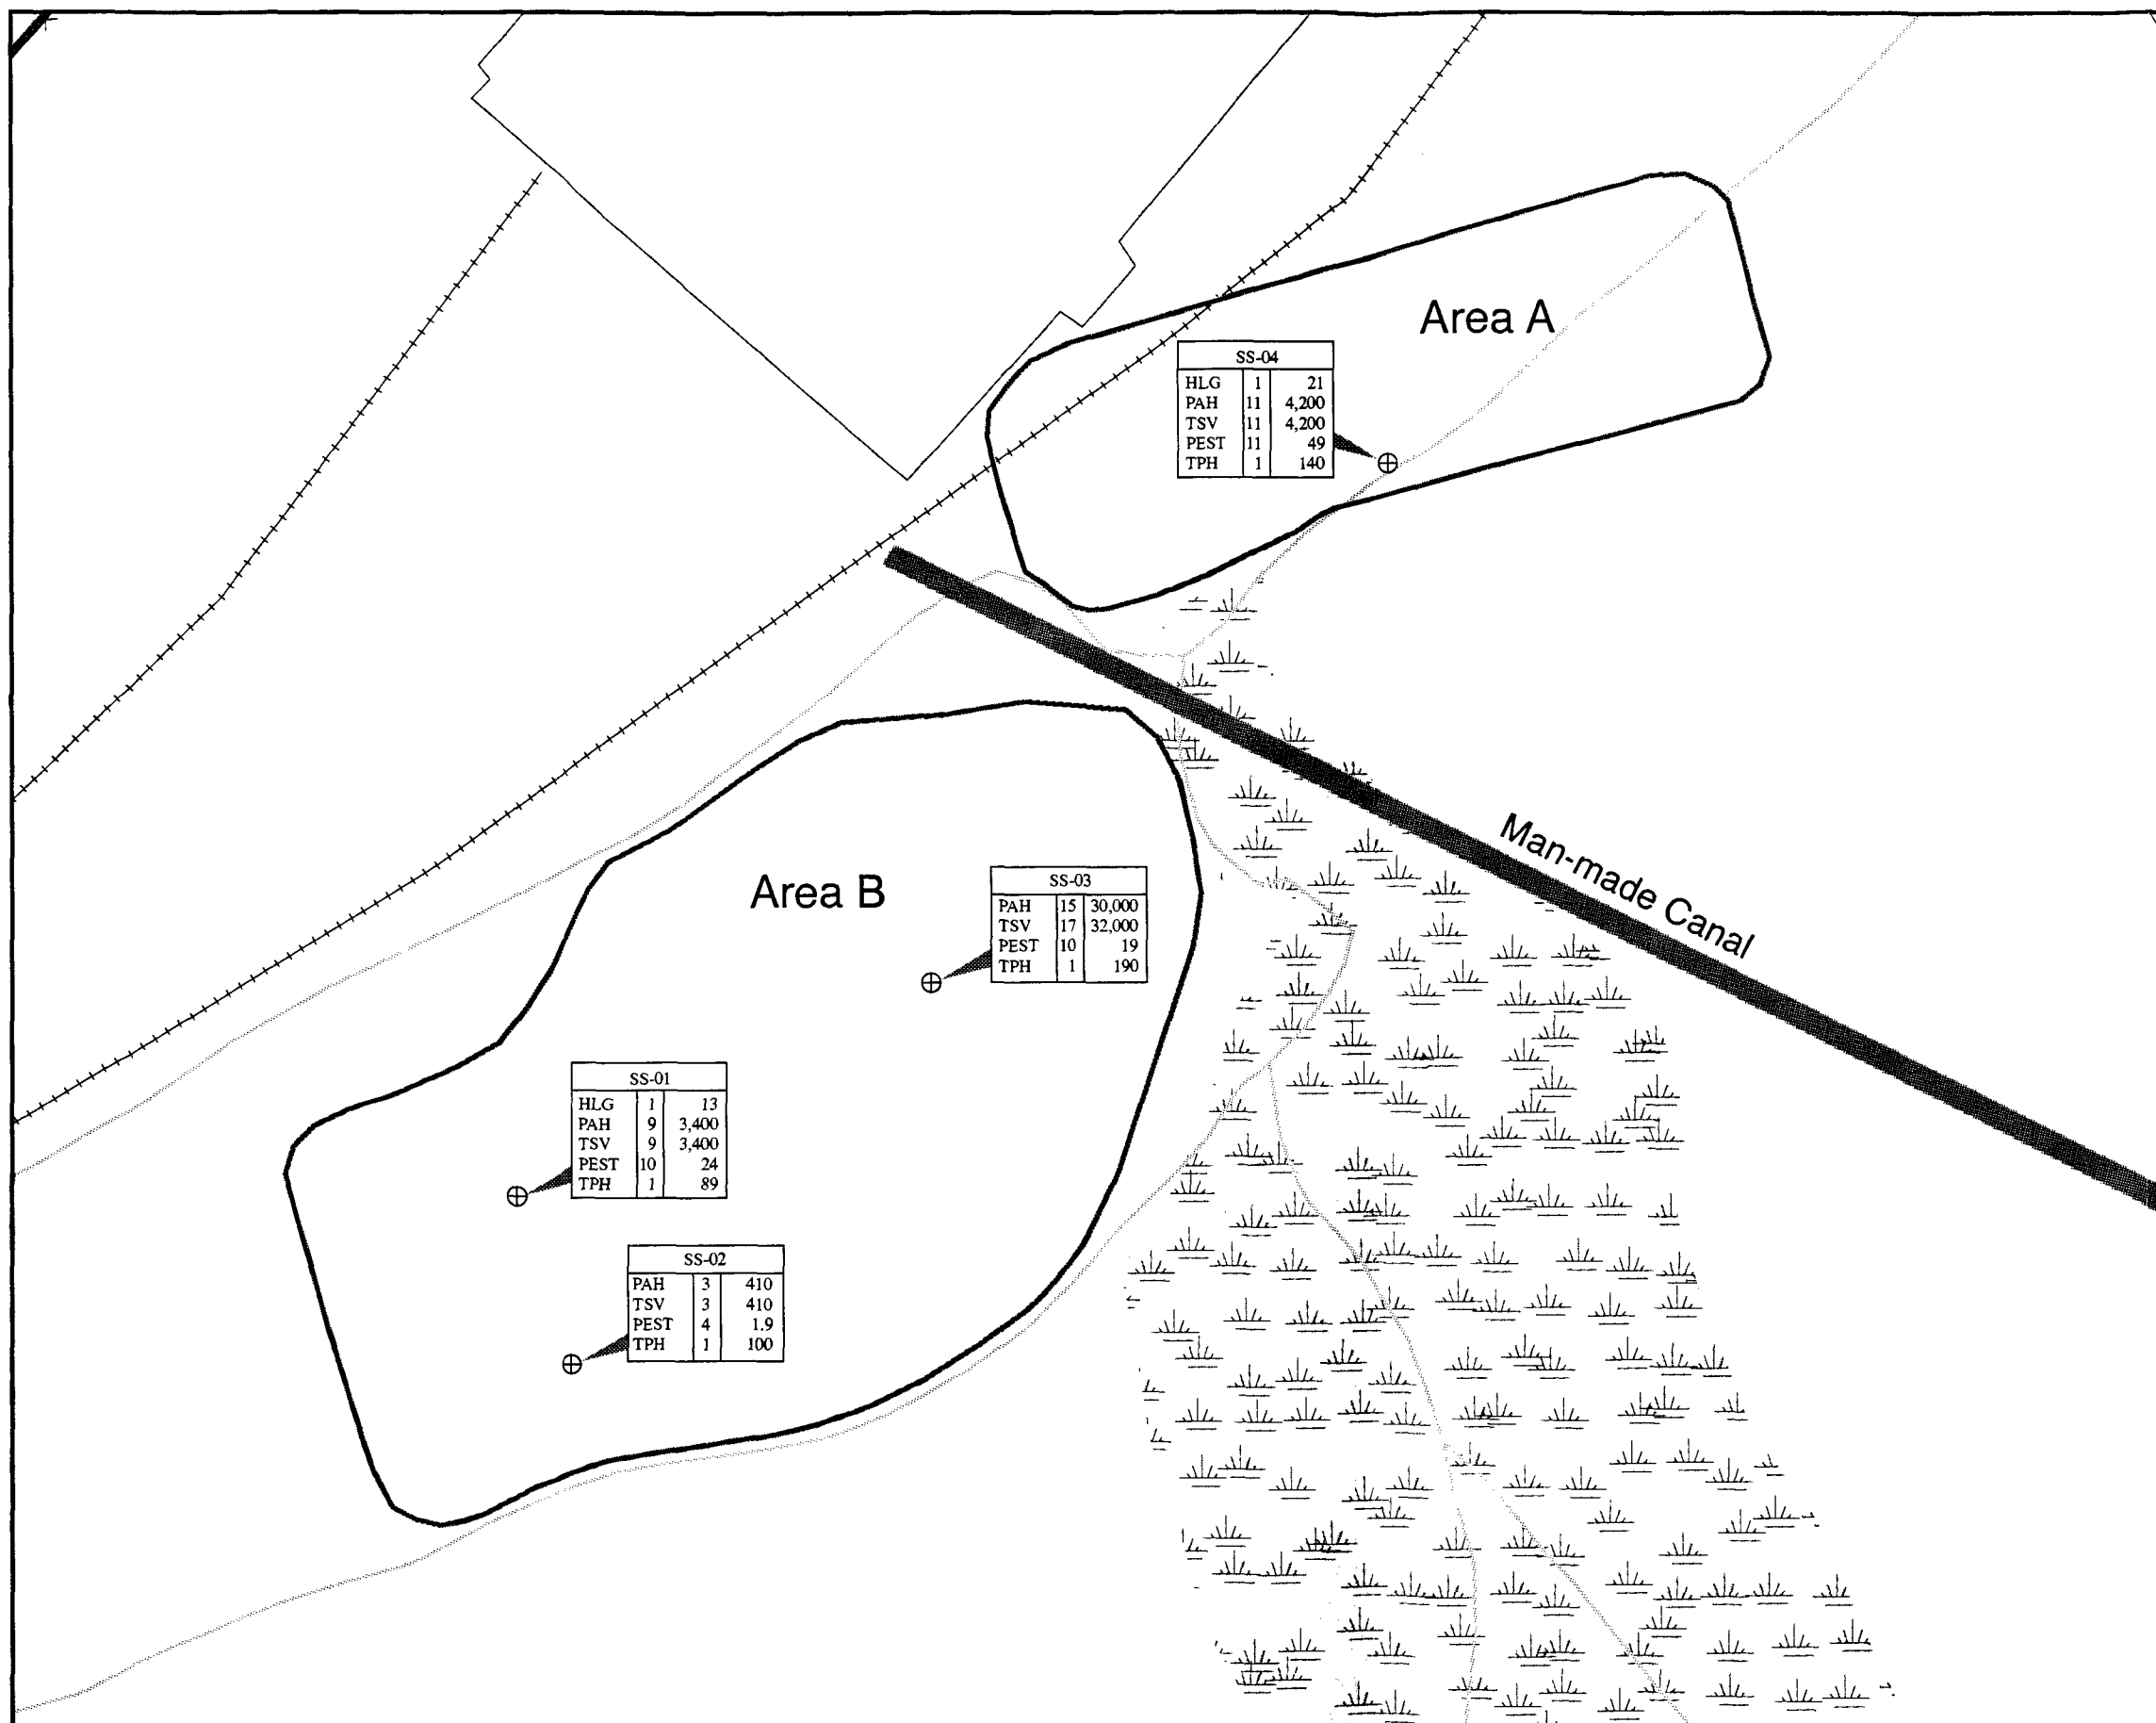 Area A
SS-04
HLG 1 21
PAH 11 4,200
TSV 11 4,200
PEST 11 49
TPH 1 140
Man-made Canal
Area B
SS-03
PAH 15 30,000
TSV 17 32,000
PEST 10 19
TPH 1 190
SS-01
HLG 1 13
PAH 9 3,400
TSV 9 3,400
PEST 10 24
TPH 1 89
SS-02
PAH 3 410
TSV 3 410
PEST 4 1.9
TPH 1 100